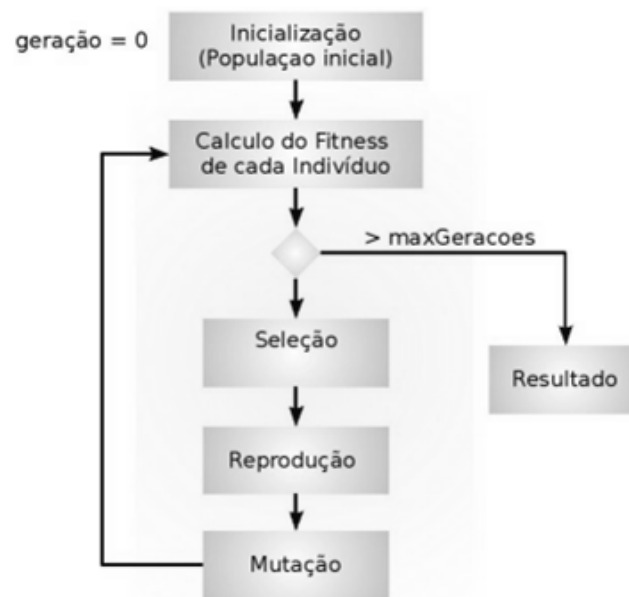 geração = 0
Inicialização
(Populaçao inicial)
Calculo do Fitness
de cada Indivíduo
> maxGeracoes
Seleção
Resultado
Reprodução
Mutação